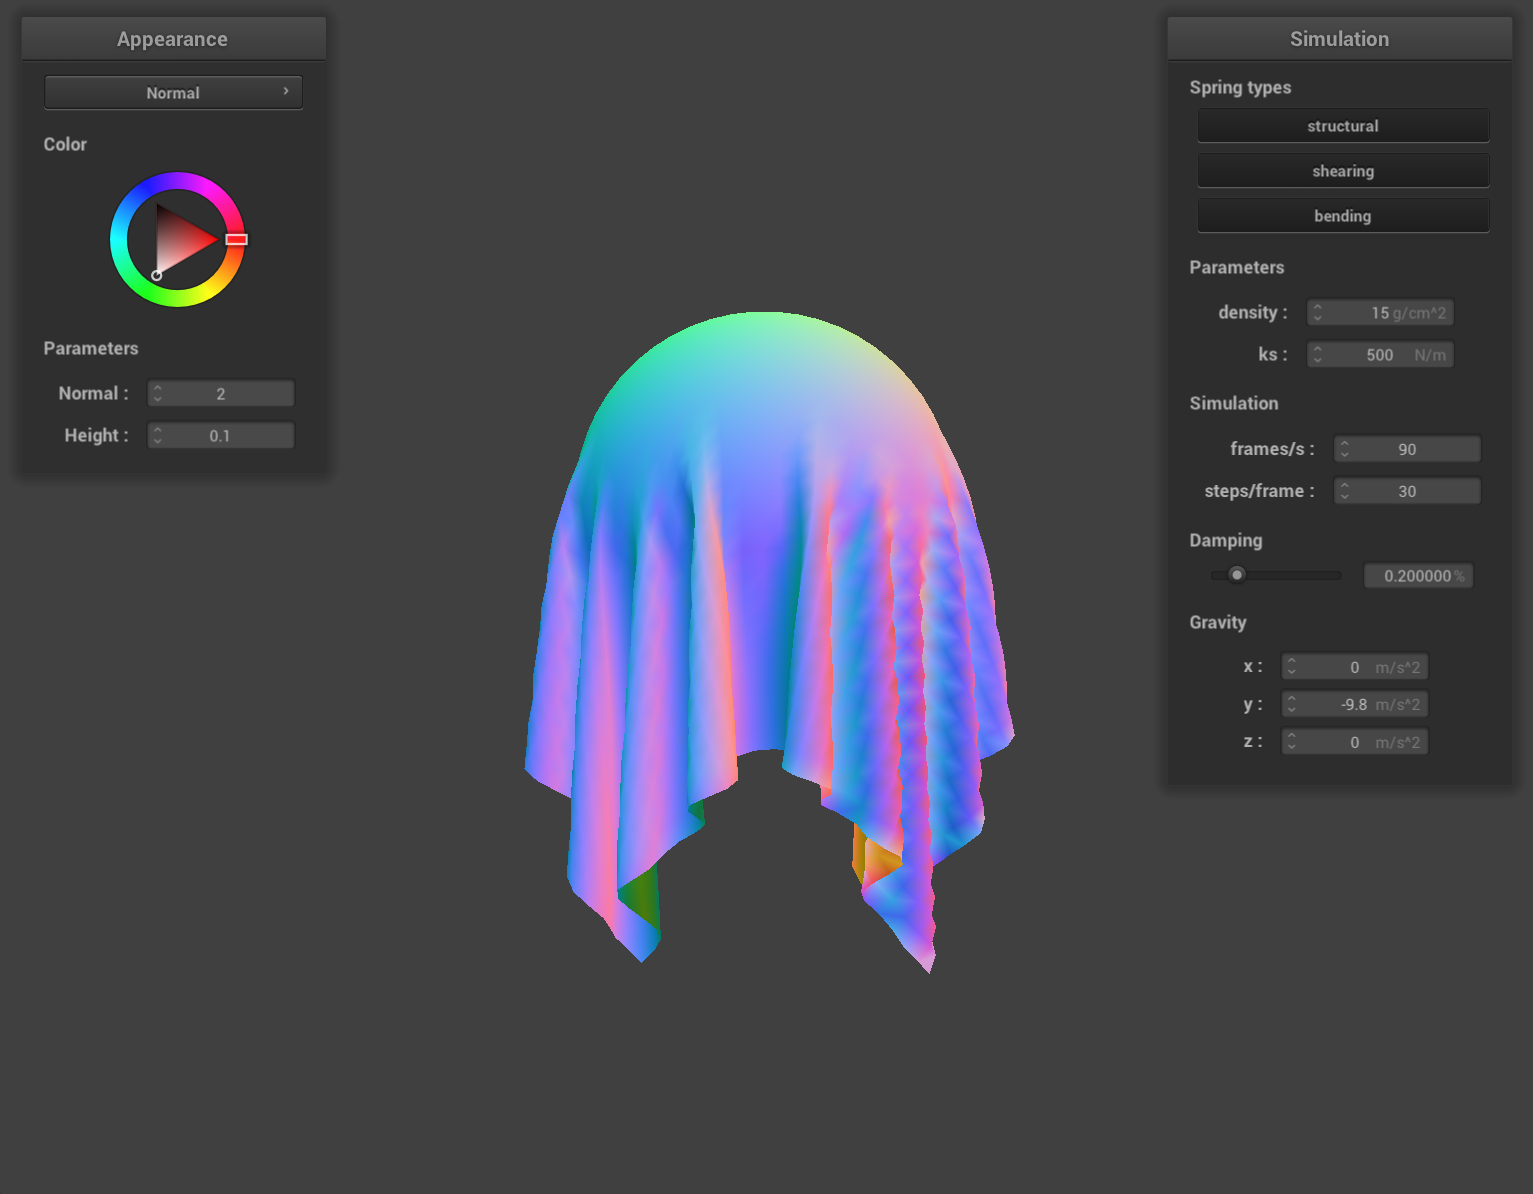 Appearance
Normal
Color
Parameters
Normal : 2
Height : 0.1
Simulation
Spring types
structural
shearing
bending
Parameters
density : 15 g/cm^2
ks : 500 N/m
Simulation
frames/s : 90
steps/frame : 30
Damping
0.200000 %
Gravity
x : 0 m/s^2
y : -9.8 m/s^2
z : 0 m/s^2